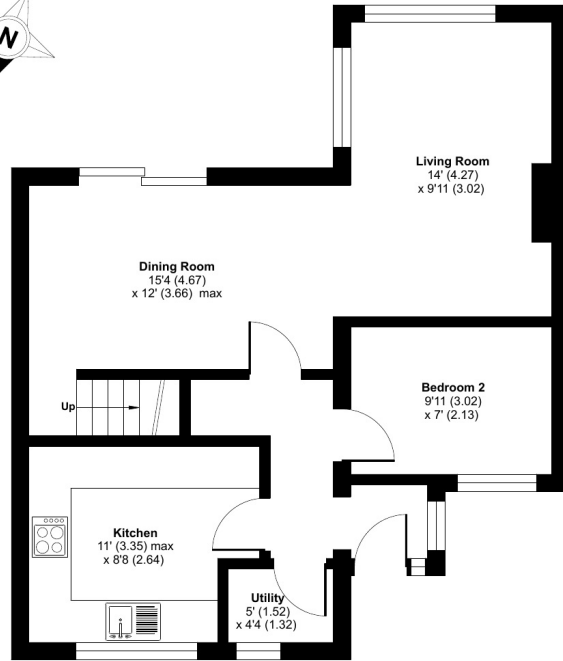 N
Living Room
14' (4.27)
x 9'11 (3.02)
Dining Room
15'4 (4.67)
x 12' (3.66) max
Up
Bedroom 2
9'11 (3.02)
x 7' (2.13)
Kitchen
11' (3.35) max
x 8'8 (2.64)
Utility
5' (1.52)
x 4'4 (1.32)